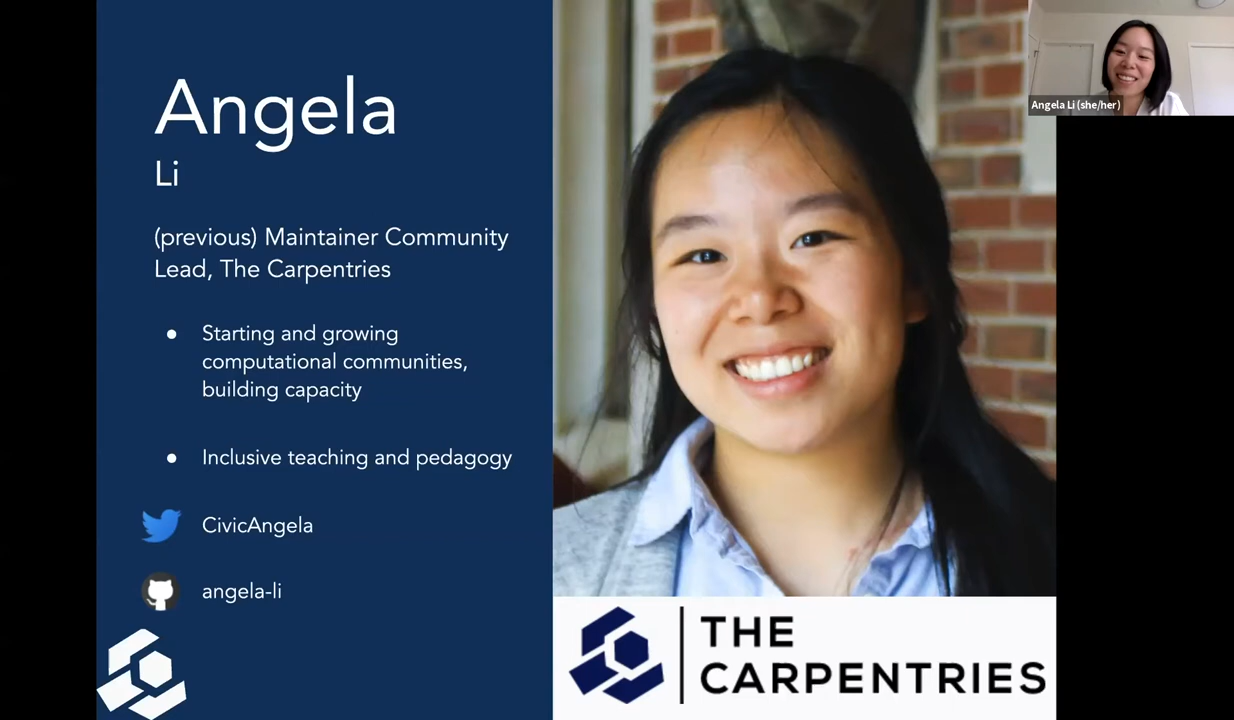 Angela
Li
(previous) Maintainer Community
Lead, The Carpentries
● Starting and growing
computational communities,
building capacity
● Inclusive teaching and pedagogy
CivicAngela
angela-li
THE
CARPENTRIES
Angela Li (she/her)